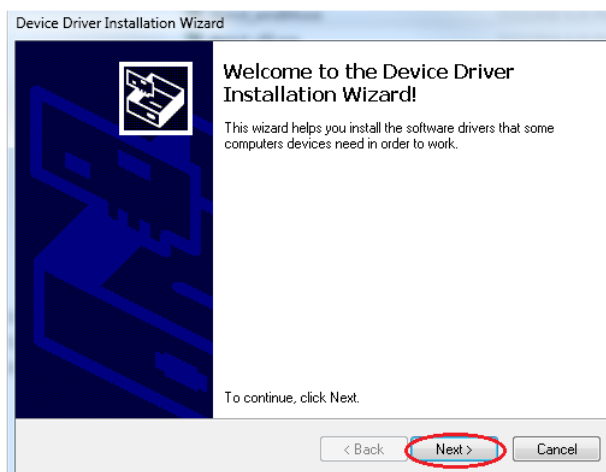 Device Driver Installation Wizard
Welcome to the Device Driver
Installation Wizard!
This wizard helps you install the software drivers that some
computers devices need in order to work.
To continue, click Next.
< Back
Next >
Cancel